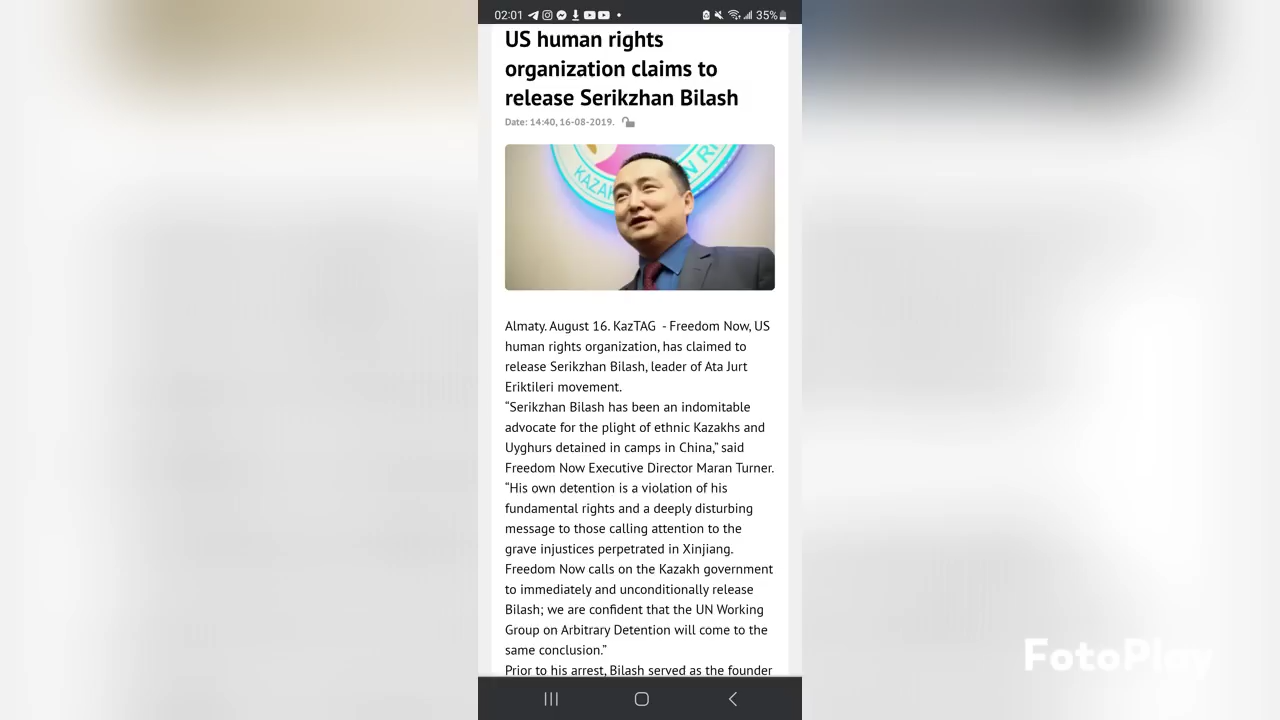 02:01
35%
US human rights
organization claims to
release Serikzhan Bilash
Date: 14:40, 16-08-2019.
KAZAK
N RI
Almaty. August 16. KazTAG - Freedom Now, US
human rights organization, has claimed to
release Serikzhan Bilash, leader of Ata Jurt
Eriktileri movement.
“Serikzhan Bilash has been an indomitable
advocate for the plight of ethnic Kazakhs and
Uyghurs detained in camps in China,” said
Freedom Now Executive Director Maran Turner.
“His own detention is a violation of his
fundamental rights and a deeply disturbing
message to those calling attention to the
grave injustices perpetrated in Xinjiang.
Freedom Now calls on the Kazakh government
to immediately and unconditionally release
Bilash; we are confident that the UN Working
Group on Arbitrary Detention will come to the
same conclusion.”
Prior to his arrest, Bilash served as the founder
FotoPlay